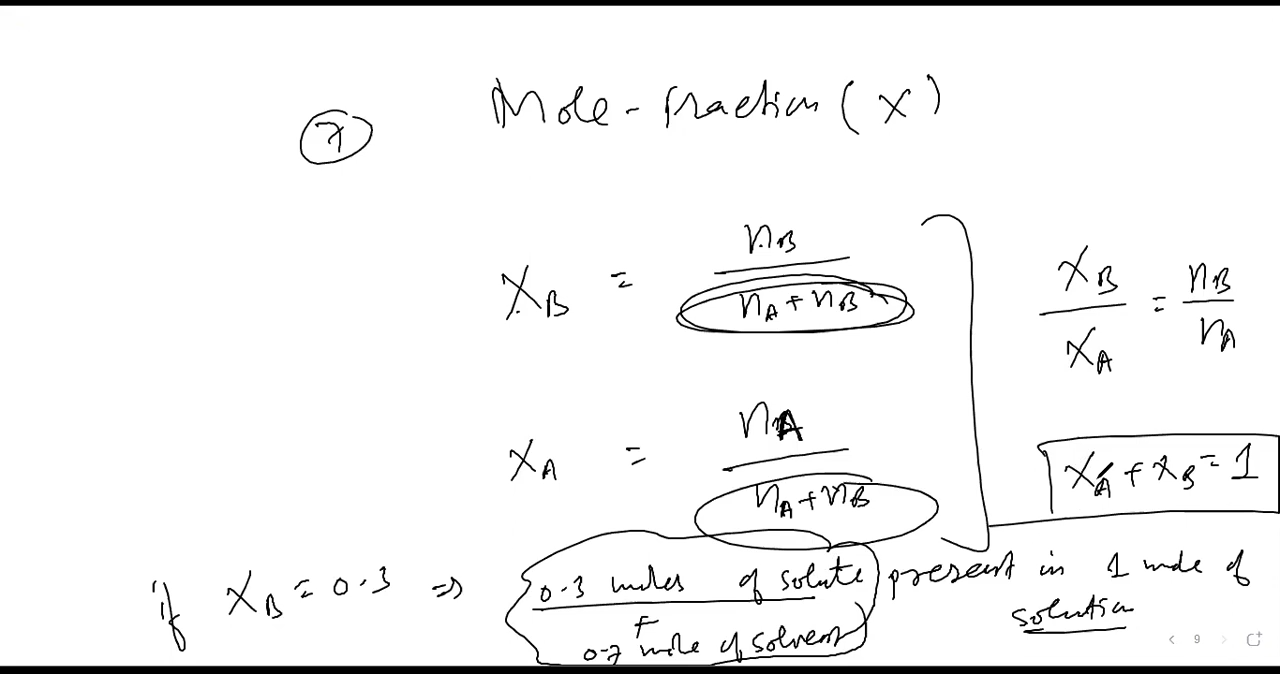 Mole-fraction (X)
7
X_B = n_B / (n_A + n_B)
X_B / X_A = n_B / n_A
X_A = n_A / (n_A + n_B)
X_A + X_B = 1
if X_B = 0.3 ⇒ 0.3 moles of solute present in 1 mole of
solution
+
0.7 mole of solvent
9